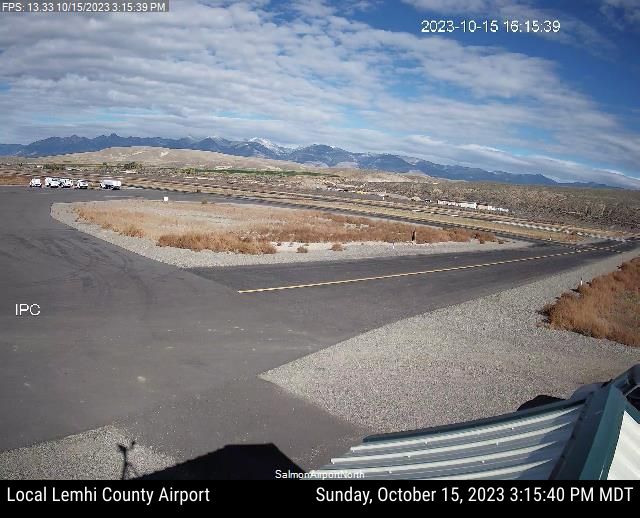 FPS: 13.33 10/15/2023 3:15:39 PM
2023-10-15 16:15:39
IPC
SalmonAirportNorth
Local Lemhi County Airport Sunday, October 15, 2023 3:15:40 PM MDT